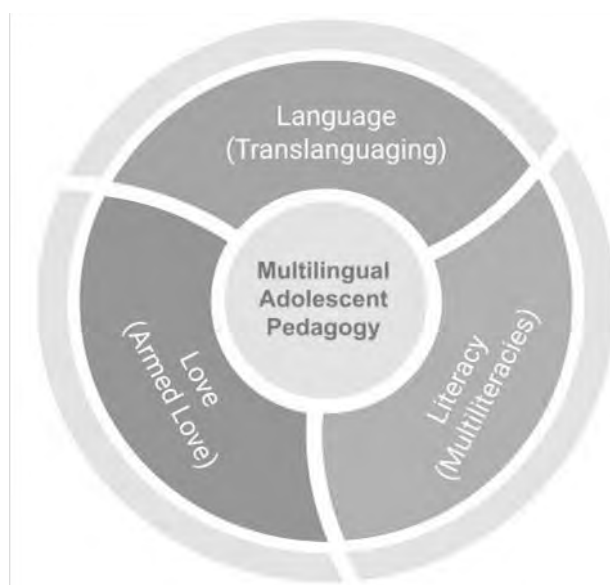 Language
(Translanguaging)
Multilingual
Adolescent
Pedagogy
Love
(Armed Love)
Literacy
(Multiliteracies)